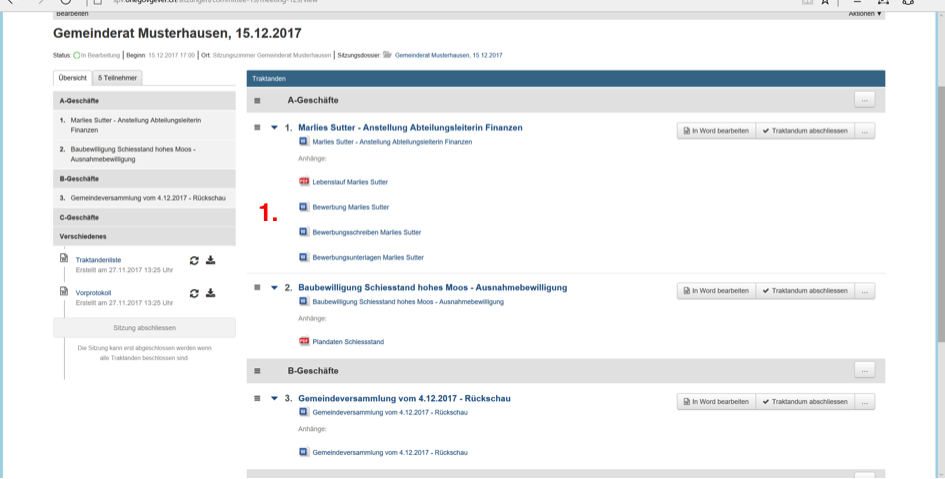 Bearbeiten
Aktionen ▼
Gemeinderat Musterhausen, 15.12.2017
Status: In Bearbeitung | Beginn: 15.12.2017 17:00 | Ort: Sitzungszimmer Gemeinderat Musterhausen | Sitzungsdossier: Gemeinderat Musterhausen, 15.12.2017
Übersicht
5 Teilnehmer
A-Geschäfte
1. Marlies Sutter - Anstellung Abteilungsleiterin
Finanzen
2. Baubewilligung Schiesstand hohes Moos -
Ausnahmebewilligung
B-Geschäfte
3. Gemeindeversammlung vom 4.12.2017 - Rückschau
C-Geschäfte
Verschiedenes
Traktandenliste
Erstellt am 27.11.2017 13:25 Uhr
Vorprotokoll
Erstellt am 27.11.2017 13:25 Uhr
Sitzung abschliessen
Die Sitzung kann erst abgeschlossen werden wenn
alle Traktanden beschlossen sind
Traktanden
A-Geschäfte
...
1. Marlies Sutter - Anstellung Abteilungsleiterin Finanzen
In Word bearbeiten
Traktandum abschliessen
...
Marlies Sutter - Anstellung Abteilungsleiterin Finanzen
Anhänge:
PDF Lebenslauf Marlies Sutter
Bewerbung Marlies Sutter
1.
Bewerbungsschreiben Marlies Sutter
Bewerbungsunterlagen Marlies Sutter
2. Baubewilligung Schiesstand hohes Moos - Ausnahmebewilligung
In Word bearbeiten
Traktandum abschliessen
...
Baubewilligung Schiesstand hohes Moos - Ausnahmebewilligung
Anhänge:
PDF Plandaten Schiessstand
B-Geschäfte
...
3. Gemeindeversammlung vom 4.12.2017 - Rückschau
In Word bearbeiten
Traktandum abschliessen
...
Gemeindeversammlung vom 4.12.2017 - Rückschau
Anhänge:
Gemeindeversammlung vom 4.12.2017 - Rückschau